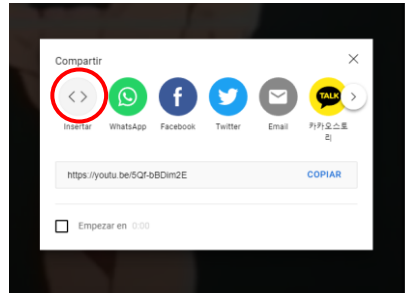 Compartir
< >
f
TALK
>
Insertar WhatsApp Facebook Twitter Email 카카오스토
리
https://youtu.be/5Qf-bBDim2E COPIAR
Empezar en 0:00